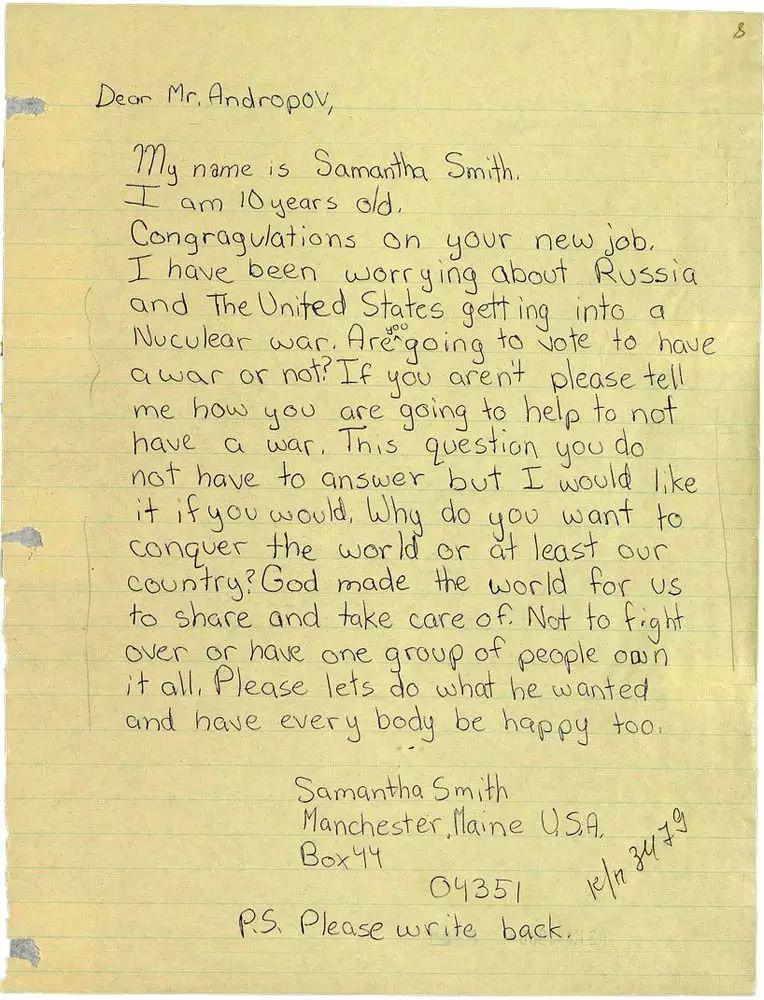 8
Dear Mr. Andropov,
My name is Samantha Smith.
I am 10 years old.
Congragulations on your new job.
I have been worrying about Russia
and The United States getting into a
Nuculear war. Are you going to vote to have
a war or not? If you aren't please tell
me how you are going to help to not
have a war. This question you do
not have to answer but I would like
it if you would. Why do you want to
conquer the world or at least our
country? God made the world for us
to share and take care of. Not to fight
over or have one group of people own
it all. Please lets do what he wanted
and have every body be happy too.
Samantha Smith
Manchester, Maine U.S.A.
Box 44
04351
3479
P.S. Please write back.